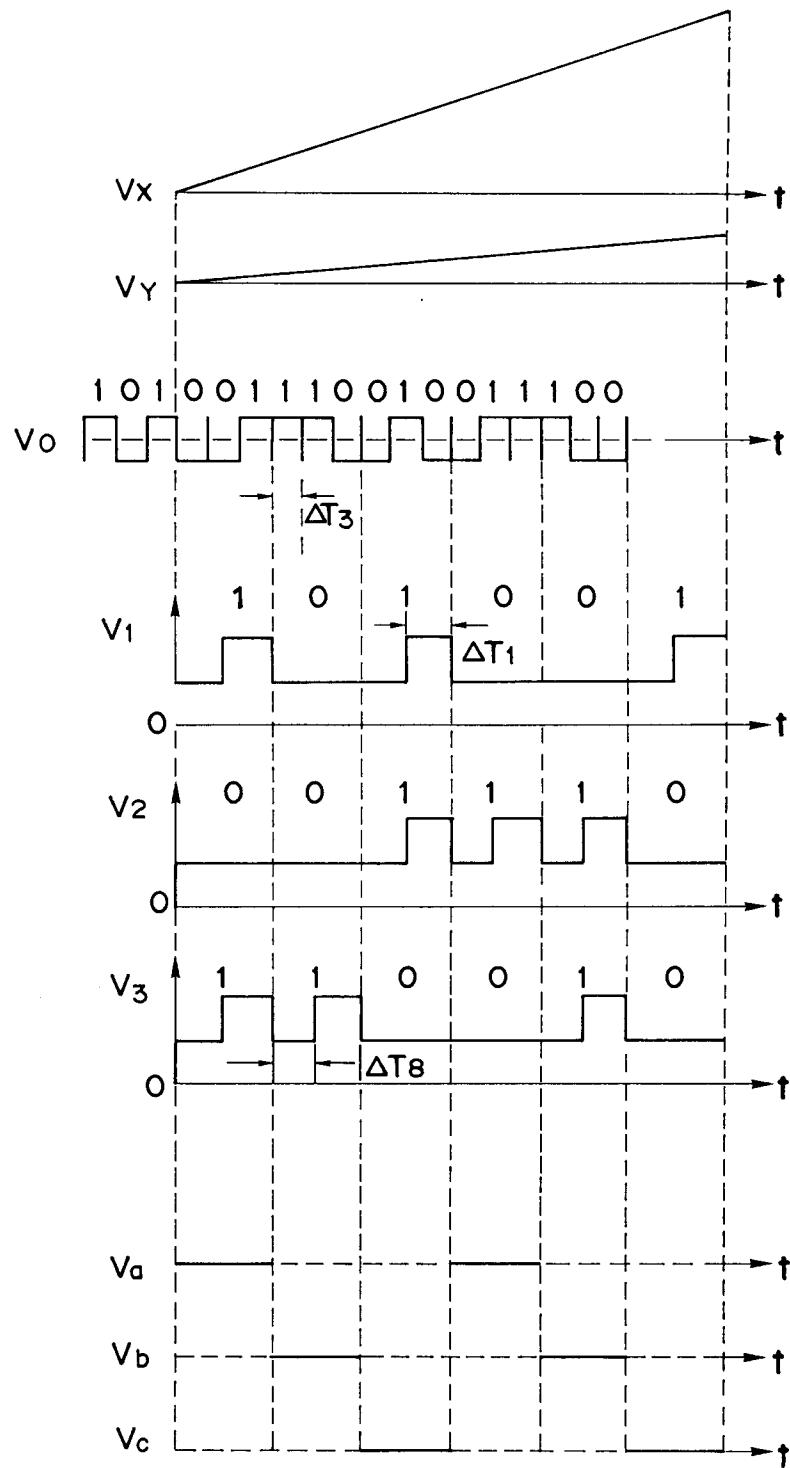 VX t
VY t
1 0 1 0 0 1 1 1 0 0 1 0 0 1 1 1 0 0
V0 t
ΔT3
1 0 1 0 0 1
V1
ΔT1
0 t
0 0 1 1 1 0
V2
0 t
1 1 0 0 1 0
V3
ΔT8
0 t
Va t
Vb t
Vc t